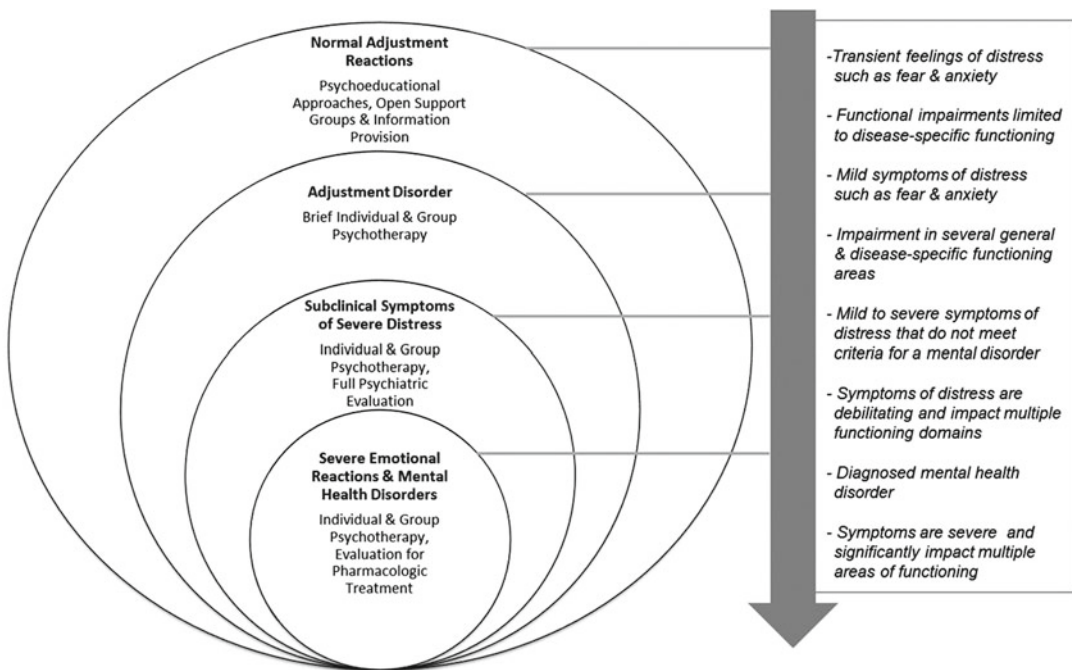 Normal Adjustment
Reactions
Psychoeducational
Approaches, Open Support
Groups & Information
Provision
Adjustment Disorder
Brief Individual & Group
Psychotherapy
Subclinical Symptoms
of Severe Distress
Individual & Group
Psychotherapy,
Full Psychiatric
Evaluation
Severe Emotional
Reactions & Mental
Health Disorders
Individual & Group
Psychotherapy,
Evaluation for
Pharmacologic
Treatment
-Transient feelings of distress
such as fear & anxiety
- Functional impairments limited
to disease-specific functioning
- Mild symptoms of distress
such as fear & anxiety
- Impairment in several general
& disease-specific functioning
areas
- Mild to severe symptoms of
distress that do not meet
criteria for a mental disorder
- Symptoms of distress are
debilitating and impact multiple
functioning domains
- Diagnosed mental health
disorder
- Symptoms are severe and
significantly impact multiple
areas of functioning